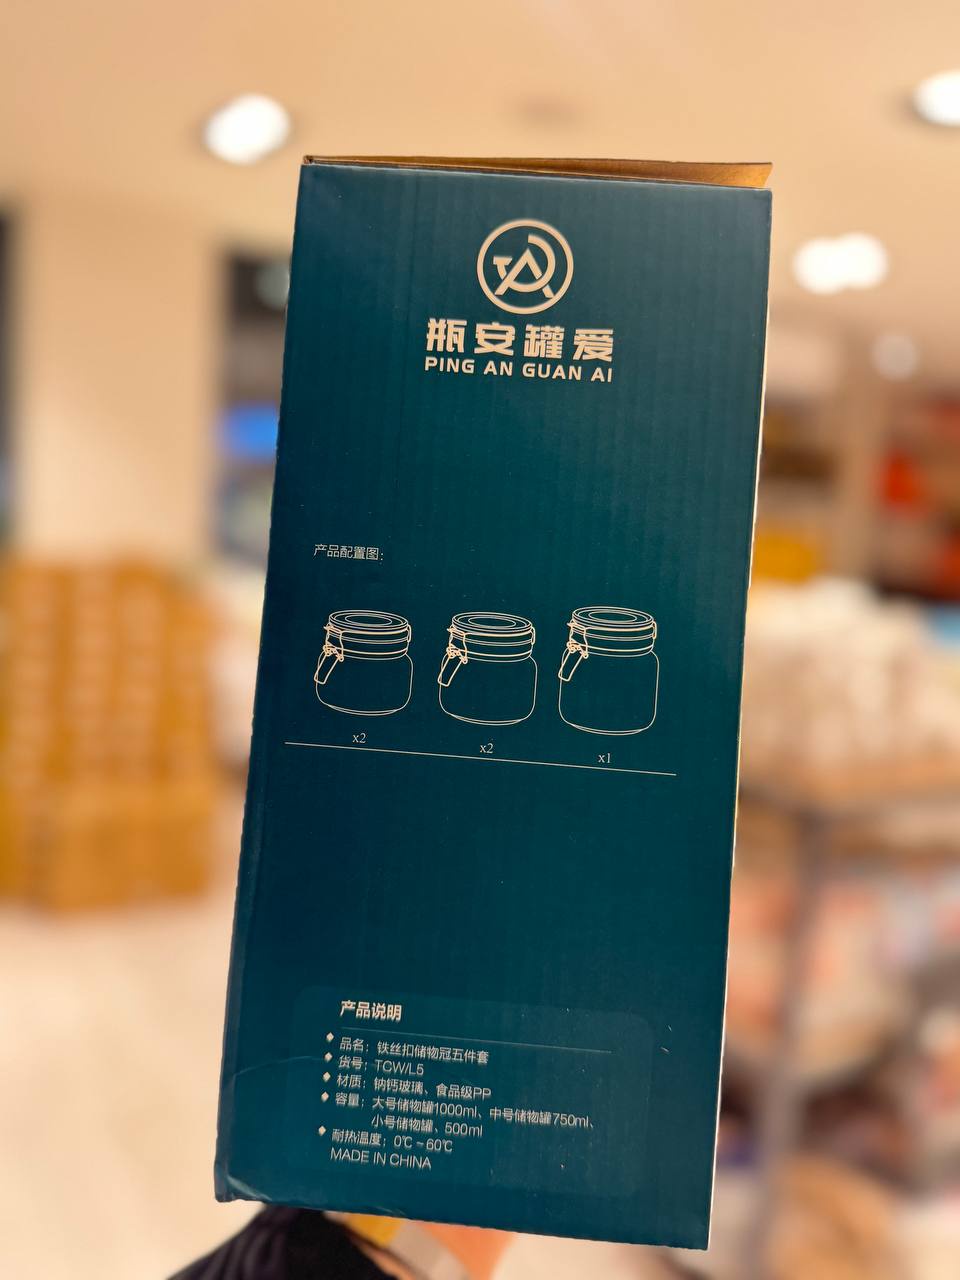 瓶安罐爱
PING AN GUAN AI
产品配置图:
x2
x2
x1
产品说明
品名：铁丝扣储物冠五件套
货号：TCW/L5
材质：钠钙玻璃、食品级PP
容量：大号储物罐1000ml、中号储物罐750ml、
小号储物罐、500ml
耐热温度：0℃~60℃
MADE IN CHINA